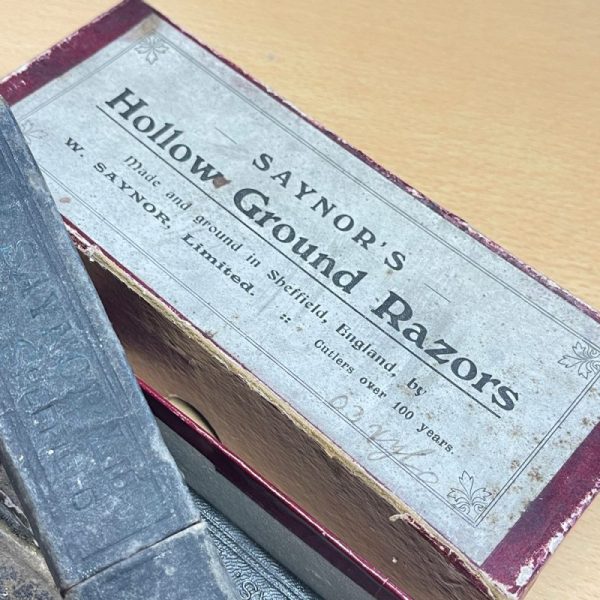 SAYNOR'S
Hollow Ground Razors
Made and ground in Sheffield, England, by
W. SAYNOR, Limited. :: Cutlers over 100 years.